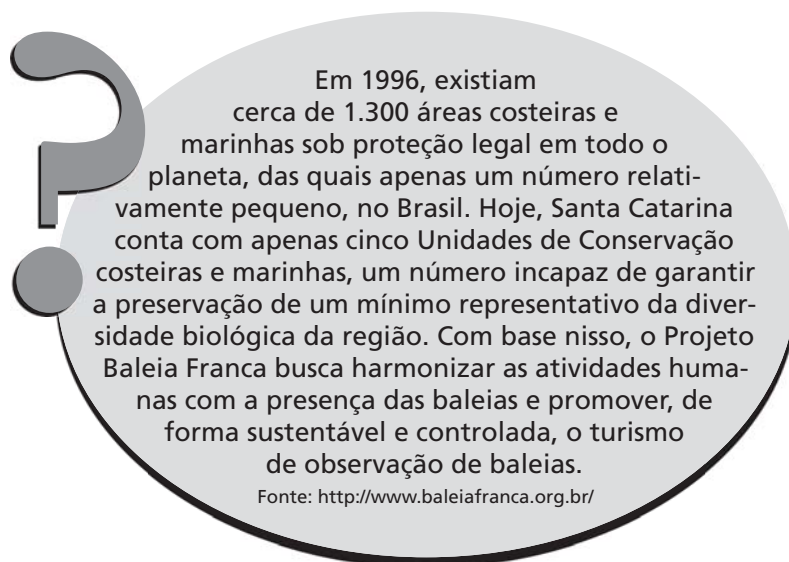 ?
Em 1996, existiam
cerca de 1.300 áreas costeiras e
marinhas sob proteção legal em todo o
planeta, das quais apenas um número relati-
vamente pequeno, no Brasil. Hoje, Santa Catarina
conta com apenas cinco Unidades de Conservação
costeiras e marinhas, um número incapaz de garantir
a preservação de um mínimo representativo da diver-
sidade biológica da região. Com base nisso, o Projeto
Baleia Franca busca harmonizar as atividades huma-
nas com a presença das baleias e promover, de
forma sustentável e controlada, o turismo
de observação de baleias.
Fonte: http://www.baleiafranca.org.br/